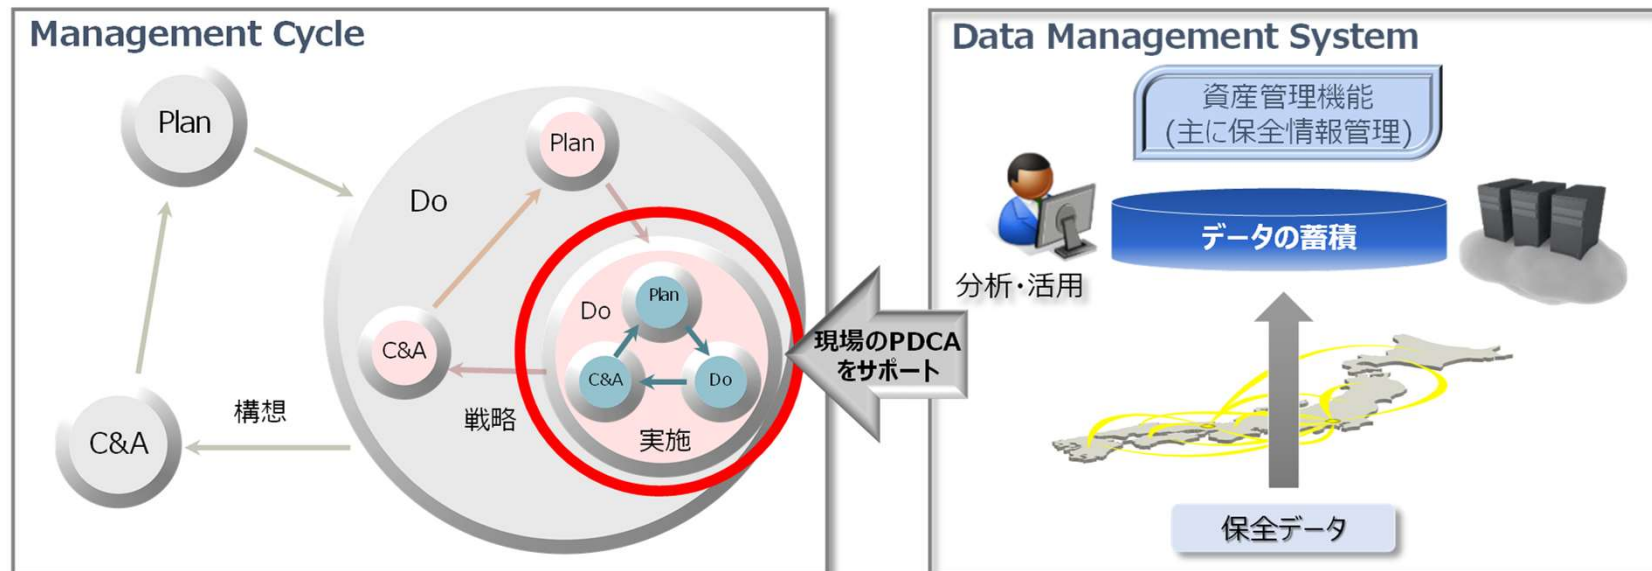 Management Cycle
Plan
Do
C&A
構想
Plan
C&A
戦略
Do
Plan
C&A
Do
実施
現場のPDCA
をサポート
Data Management System
資産管理機能
(主に保全情報管理)
データの蓄積
分析・活用
保全データ